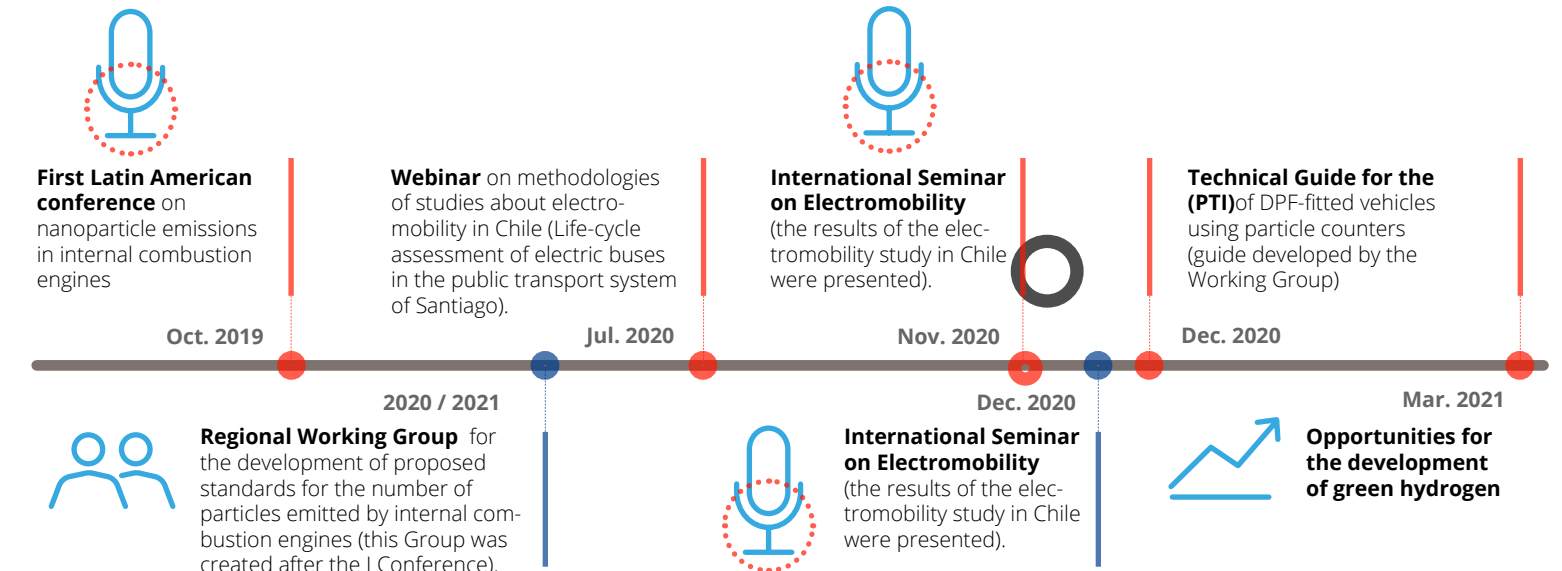 First Latin American
conference on
nanoparticle emissions
in internal combustion
engines
Oct. 2019
Webinar on methodologies
of studies about electro-
mobility in Chile (Life-cycle
assessment of electric buses
in the public transport system
of Santiago).
Jul. 2020
International Seminar
on Electromobility
(the results of the elec-
tromobility study in Chile
were presented).
Nov. 2020
Technical Guide for the
(PTI)of DPF-fitted vehicles
using particle counters
(guide developed by the
Working Group)
Dec. 2020
2020 / 2021
Regional Working Group for
the development of proposed
standards for the number of
particles emitted by internal com-
bustion engines (this Group was
created after the I Conference).
Dec. 2020
International Seminar
on Electromobility
(the results of the elec-
tromobility study in Chile
were presented).
Mar. 2021
Opportunities for
the development
of green hydrogen